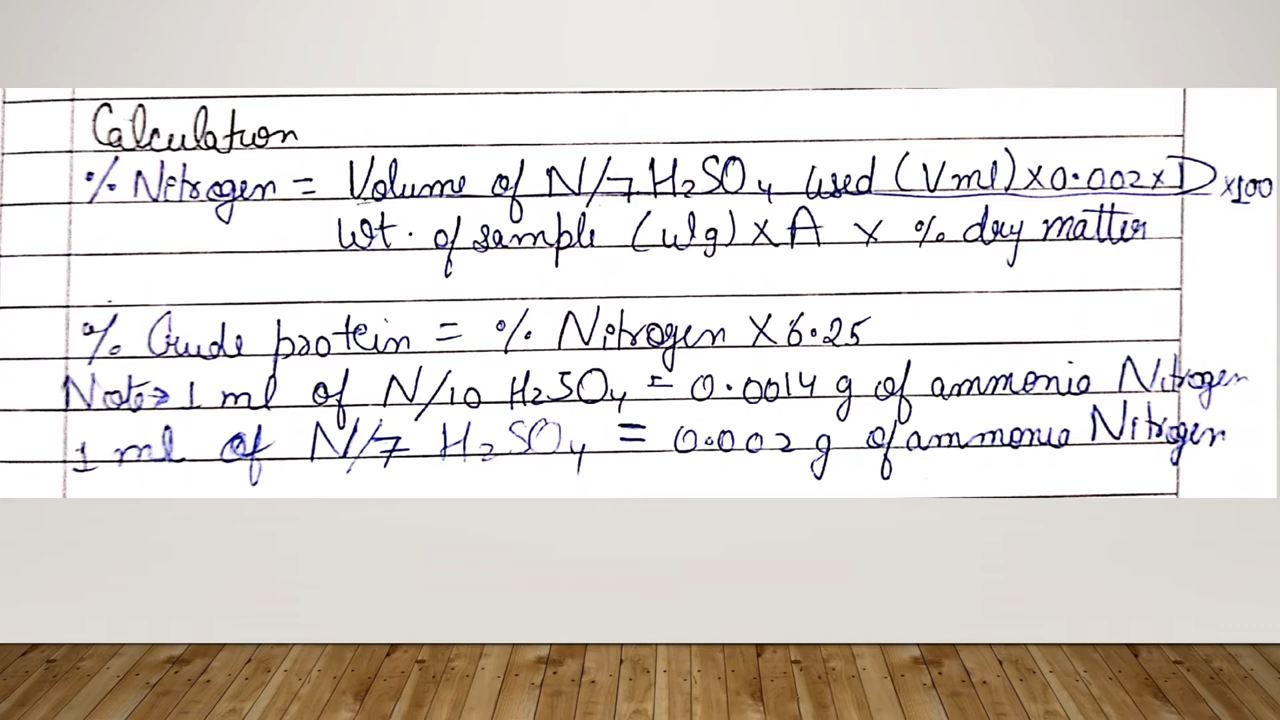 Calculation
% Nitrogen = Volume of N/7 H₂SO₄ used (V ml) × 0.002 × D × 100
Wt. of sample (W g) × A × % dry matter
% Crude protein = % Nitrogen × 6.25
Note → 1 ml of N/10 H₂SO₄ = 0.0014 g of ammonia Nitrogen
1 ml of N/7 H₂SO₄ = 0.002 g of ammonia Nitrogen